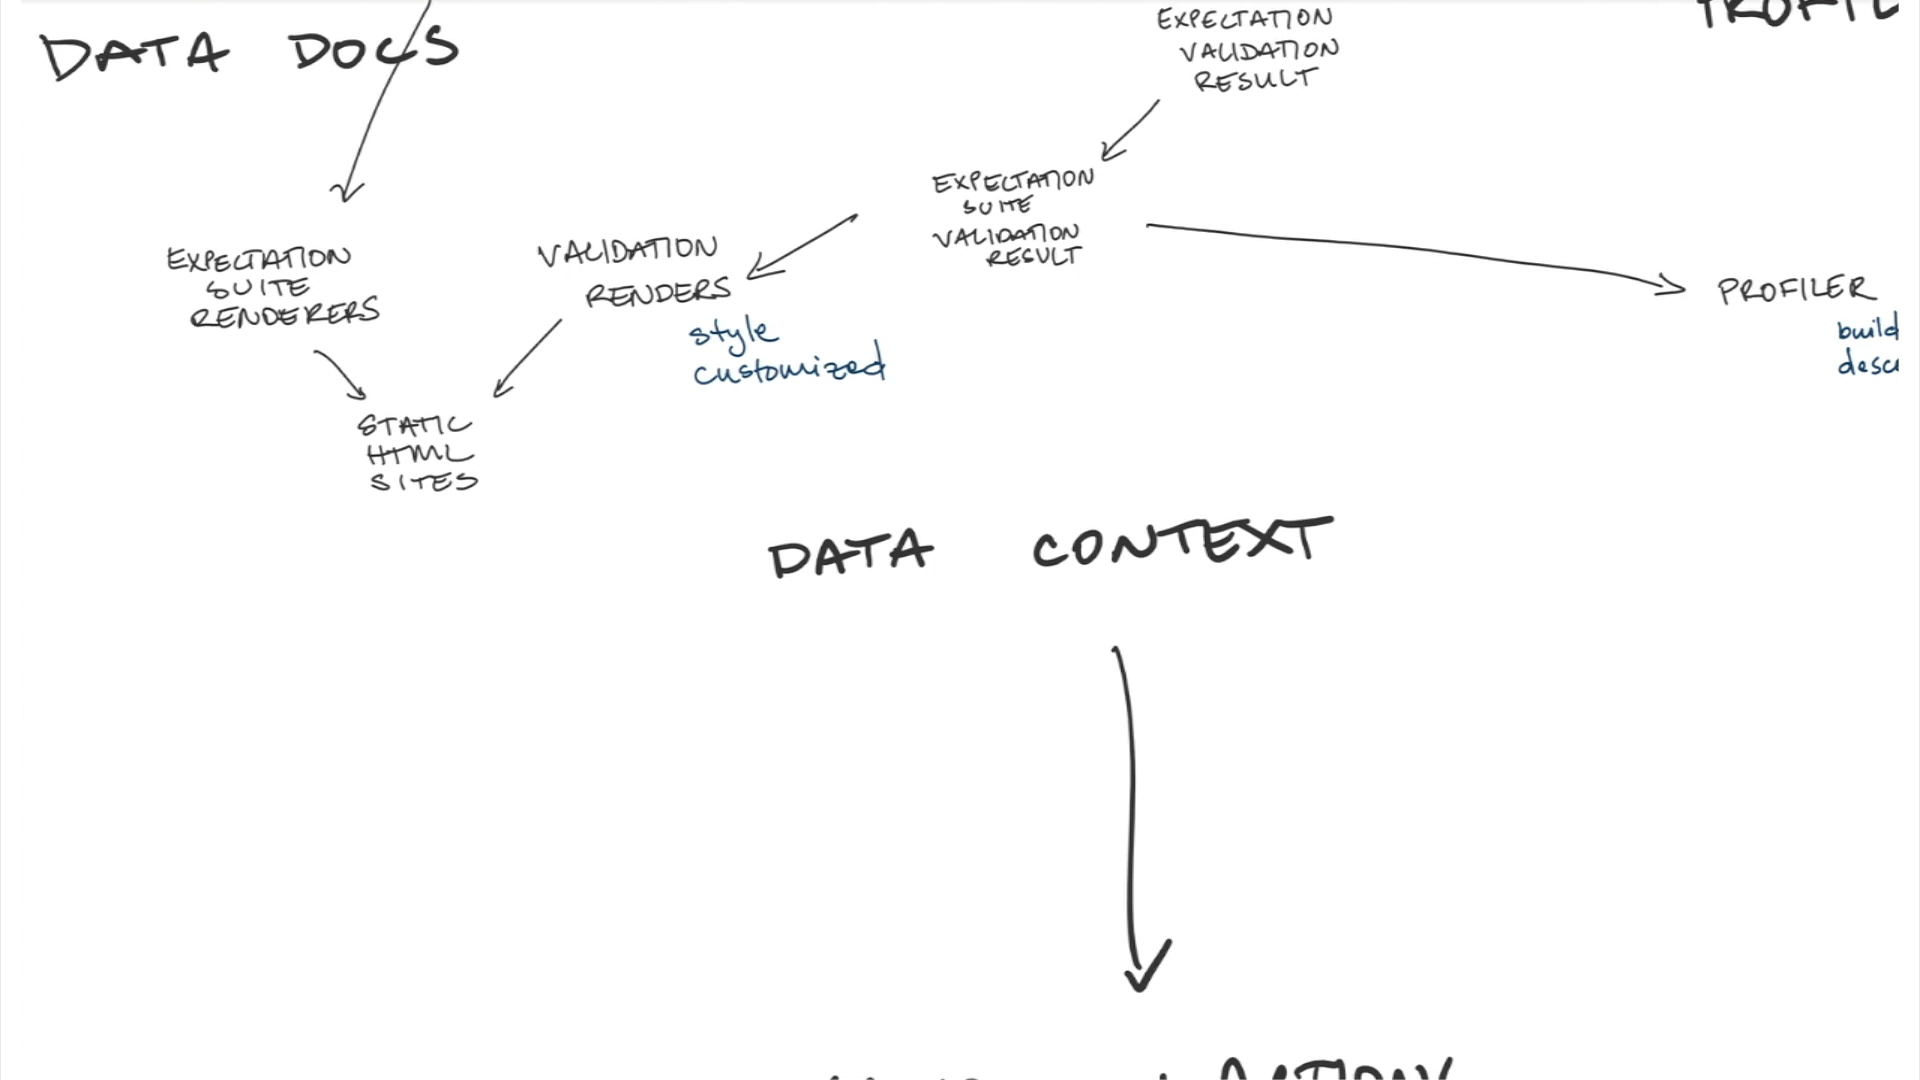 DATA DOCS
EXPECTATION
VALIDATION
RESULT
EXPECTATION
SUITE
VALIDATION
RESULT
EXPECTATION
SUITE
RENDERERS
VALIDATION
RENDERS
style
customized
PROFILER
build
STATIC
HTML
SITES
DATA CONTEXT